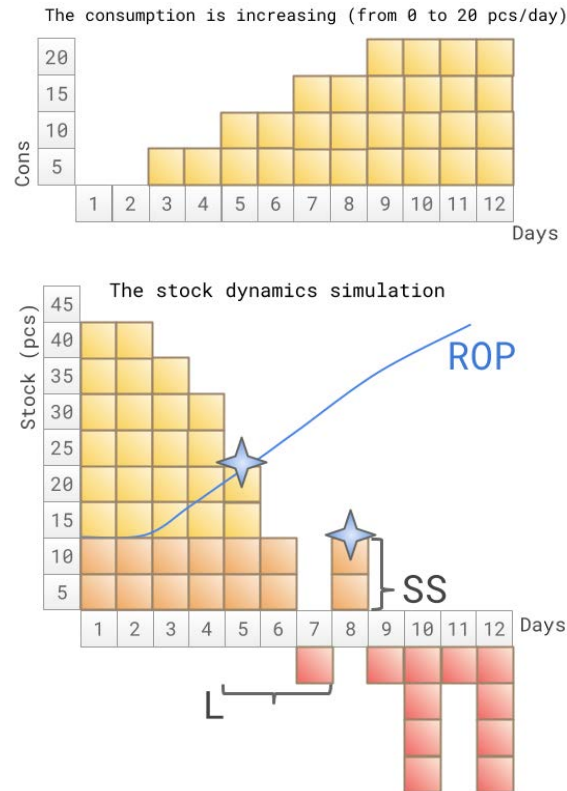 The consumption is increasing (from 0 to 20 pcs/day)
Cons
20
15
10
5
1 2 3 4 5 6 7 8 9 10 11 12
Days
The stock dynamics simulation
Stock (pcs)
45
40
35
30
25
20
15
10
5
ROP
SS
1 2 3 4 5 6 7 8 9 10 11 12 Days
L